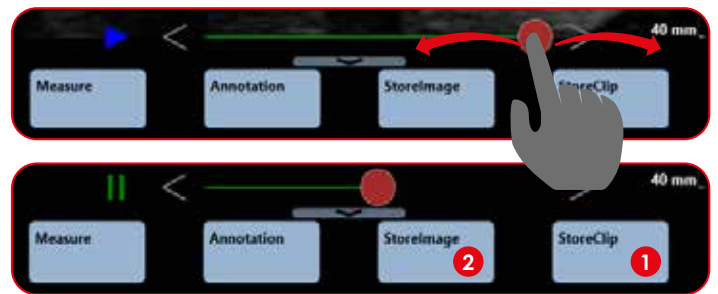 40 mm
Measure
Annotation
StoreImage
StoreClip
40 mm
Measure
Annotation
StoreImage
StoreClip
2
1